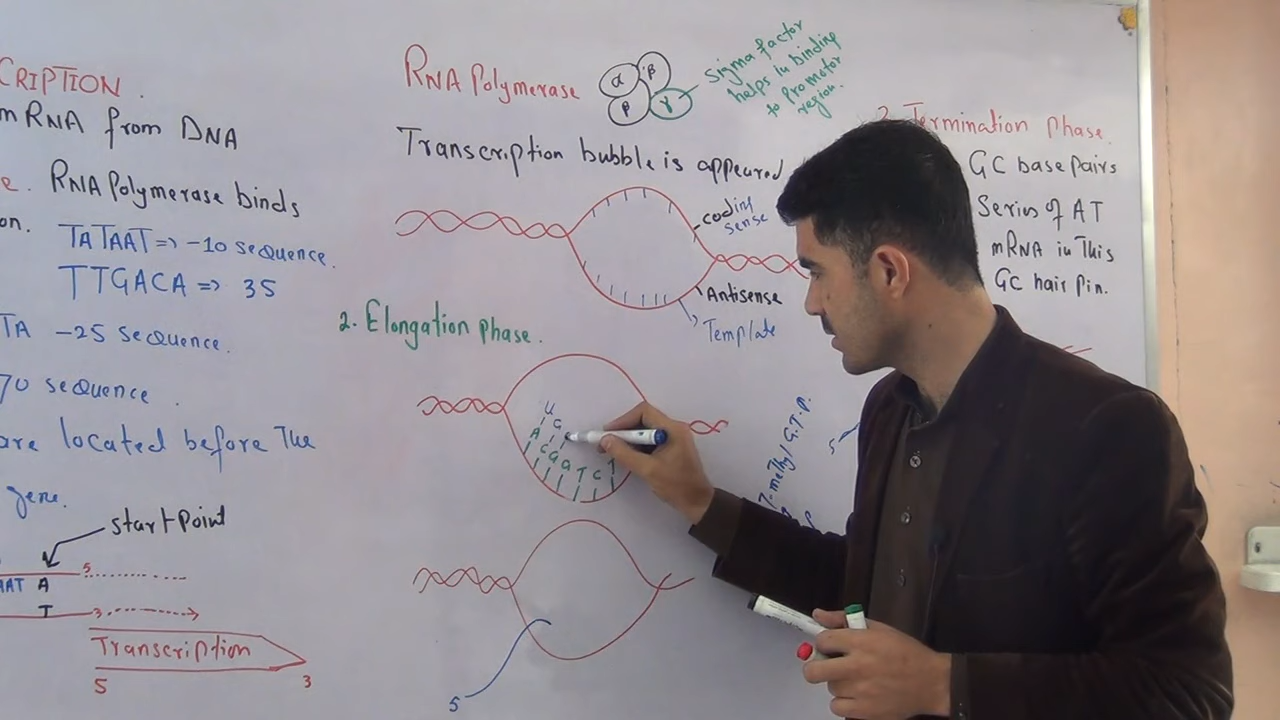 CRIPTION.
mRNA from DNA
e. RNA Polymerase binds
on. TATAAT => -10 sequence.
TTGACA => 35
TA -25 sequence.
70 sequence.
are located before the
gene.
start point
5
AAT A
T
3
Transcription
5 3
RNA Polymerase
α β
β γ
Sigma factor
helps in binding
to Promoter
region.
Transcription bubble is appeared
coding
sense
Antisense
Template
2. Elongation phase.
U G
A C G G T C T
5
Termination phase.
GC base pairs
Series of AT
mRNA in This
GC hair pin.
7-methyl G.T.P.
5